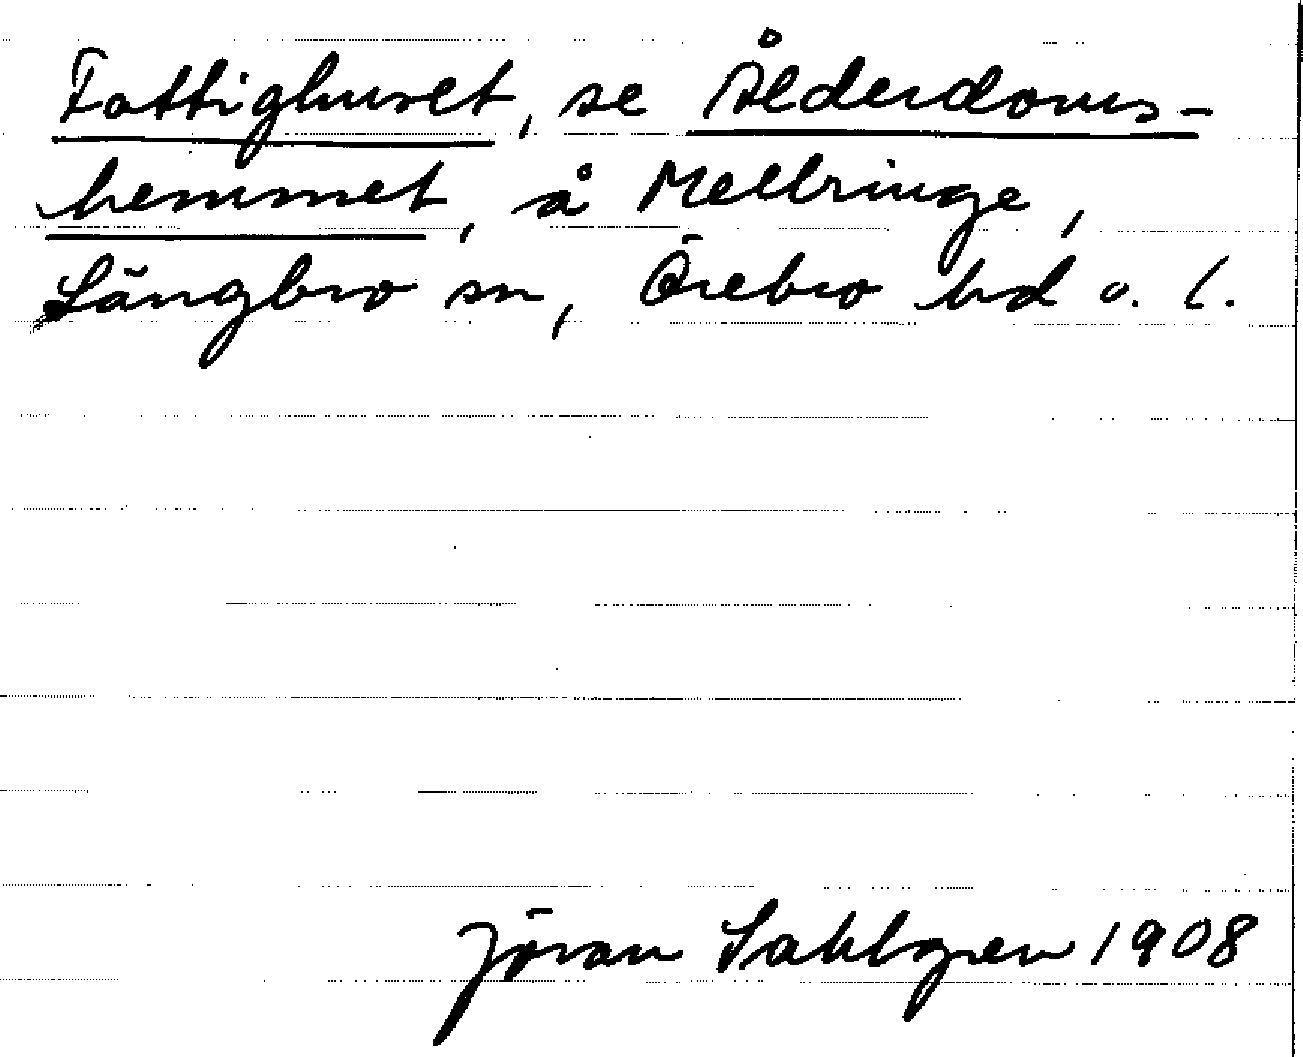 Fattighuset, se Ålderdoms-
hemmet, å Mellringe,
Längbro sn, Örebro hd o. l.
Jöran Sahlgren 1908